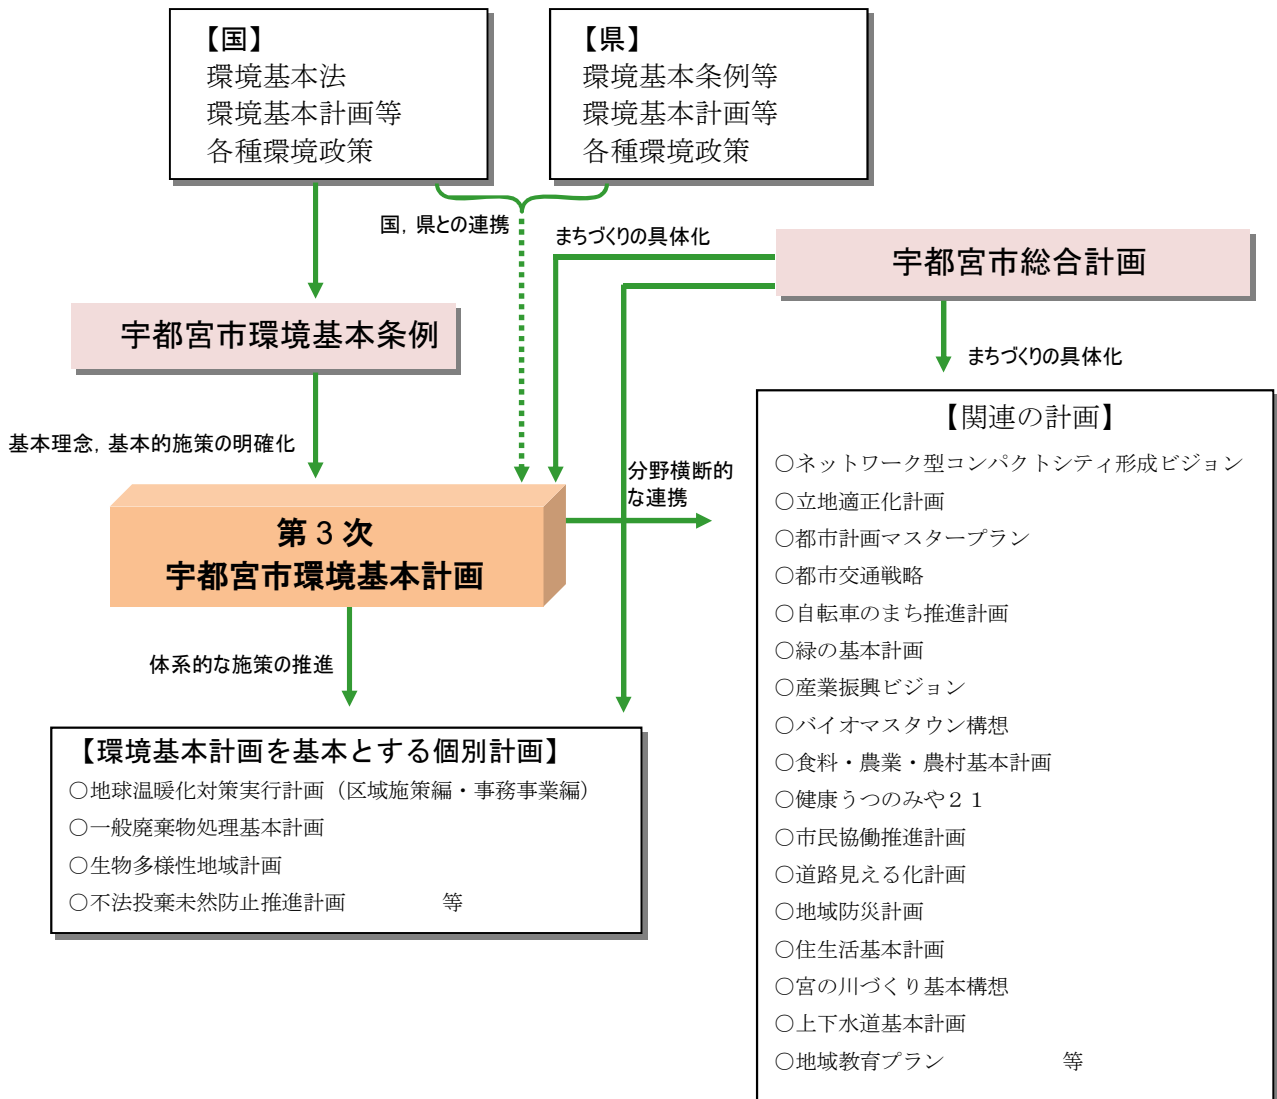 【国】
環境基本法
環境基本計画等
各種環境政策
【県】
環境基本条例等
環境基本計画等
各種環境政策
国，県との連携
まちづくりの具体化
宇都宮市総合計画
宇都宮市環境基本条例
まちづくりの具体化
基本理念，基本的施策の明確化
分野横断的
な連携
第３次
宇都宮市環境基本計画
体系的な施策の推進
【環境基本計画を基本とする個別計画】
○地球温暖化対策実行計画（区域施策編・事務事業編）
○一般廃棄物処理基本計画
○生物多様性地域計画
○不法投棄未然防止推進計画　　　　　等
【関連の計画】
○ネットワーク型コンパクトシティ形成ビジョン
○立地適正化計画
○都市計画マスタープラン
○都市交通戦略
○自転車のまち推進計画
○緑の基本計画
○産業振興ビジョン
○バイオマスタウン構想
○食料・農業・農村基本計画
○健康うつのみや２１
○市民協働推進計画
○道路見える化計画
○地域防災計画
○住生活基本計画
○宮の川づくり基本構想
○上下水道基本計画
○地域教育プラン　　　　　　等